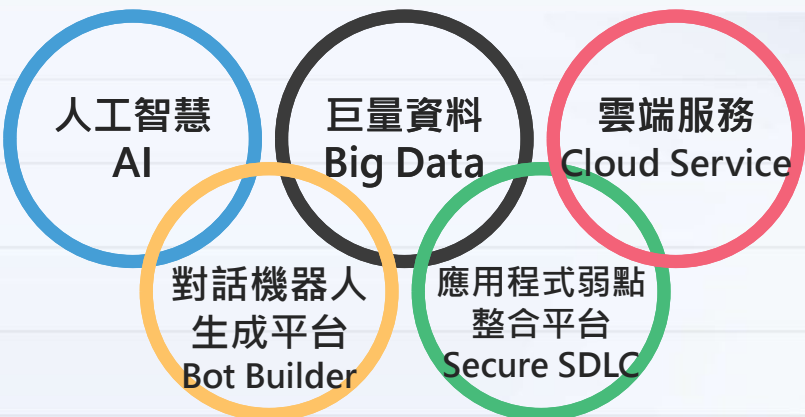 人工智慧
AI
巨量資料
Big Data
雲端服務
Cloud Service
對話機器人
生成平台
Bot Builder
應用程式弱點
整合平台
Secure SDLC